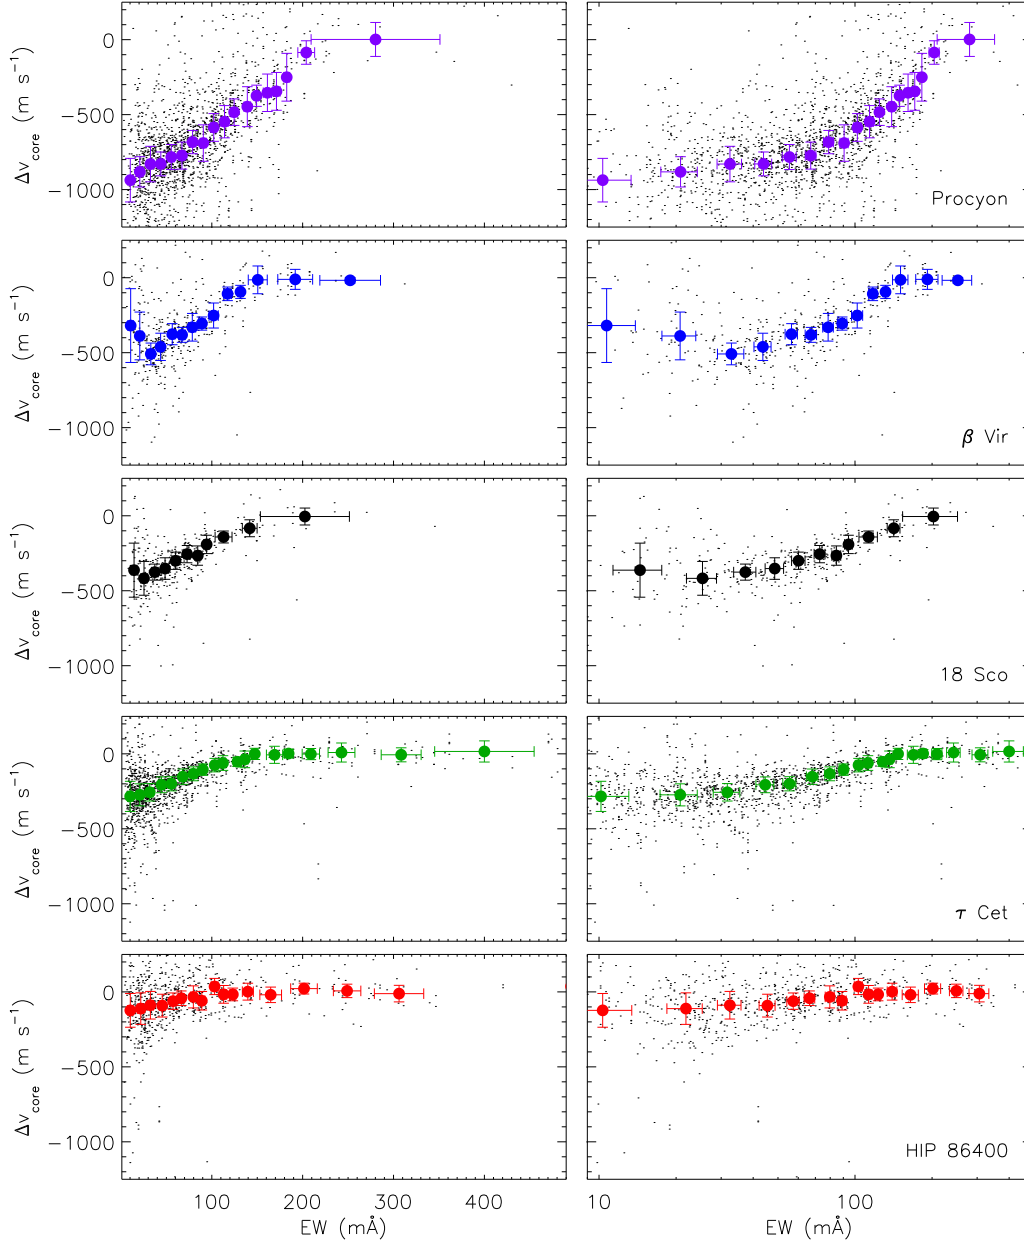 Δv_core (m s⁻¹)
0
−500
−1000
Procyon
Δv_core (m s⁻¹)
0
−500
−1000
β Vir
Δv_core (m s⁻¹)
0
−500
−1000
18 Sco
Δv_core (m s⁻¹)
0
−500
−1000
τ Cet
Δv_core (m s⁻¹)
0
−500
−1000
HIP 86400
100 200 300 400
10 100
EW (mÅ)
EW (mÅ)